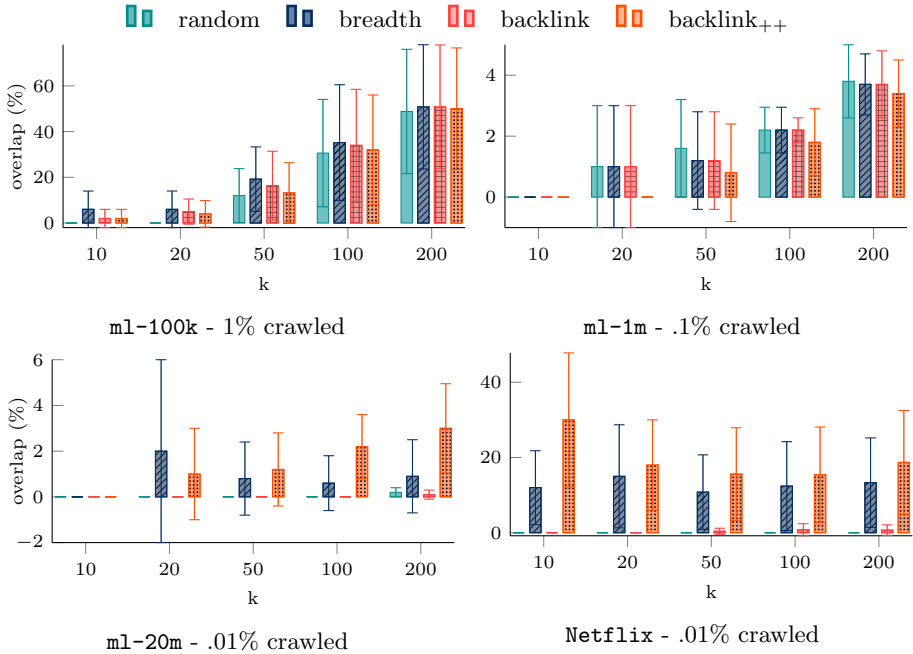 random breadth backlink backlink++
overlap (%)
60
40
20
0
10 20 50 100 200
k
ml-100k - 1% crawled
4
2
0
10 20 50 100 200
k
ml-1m - .1% crawled
overlap (%)
6
4
2
0
−2
10 20 50 100 200
k
ml-20m - .01% crawled
40
20
0
10 20 50 100 200
k
Netflix - .01% crawled